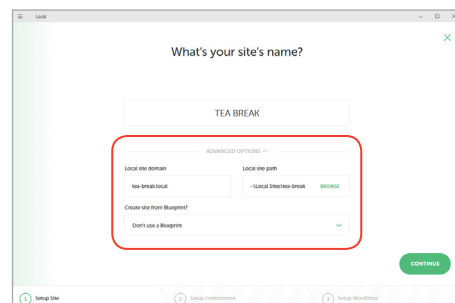 Local
What's your site's name?
TEA BREAK
ADVANCED OPTIONS
Local site domain
Local site path
tea-break.local
~\Local Sites\tea-break
BROWSE
Create site from Blueprint?
Don't use a Blueprint
CONTINUE
1 Setup Site
2 Setup Environment
3 Setup WordPress